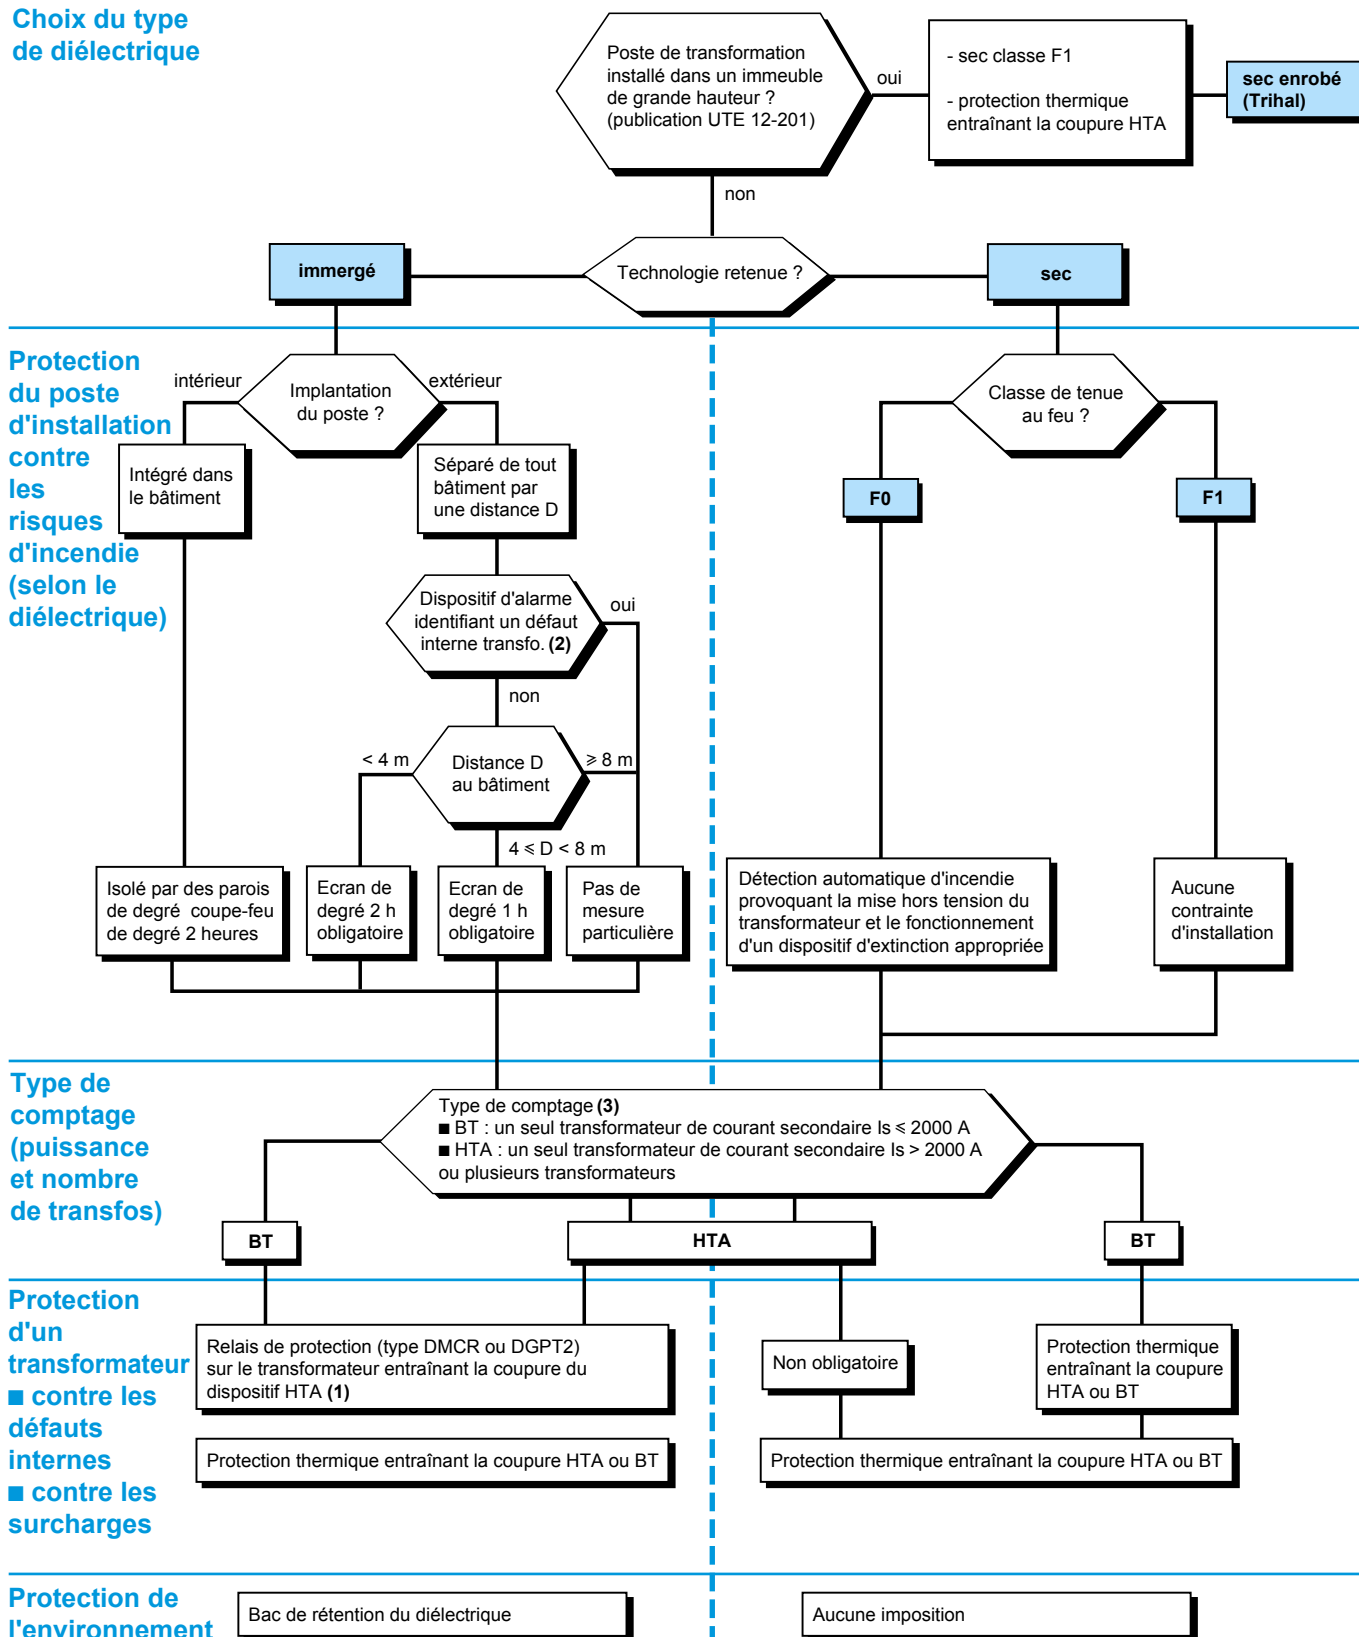 Choix du type
de diélectrique
Poste de transformation
installé dans un immeuble
de grande hauteur ?
(publication UTE 12-201)
oui
- sec classe F1
- protection thermique
entraînant la coupure HTA
sec enrobé
(Trihal)
non
immergé
Technologie retenue ?
sec
Protection
du poste
d'installation
contre
les
risques
d'incendie
(selon le
diélectrique)
intérieur
Implantation
du poste ?
extérieur
Classe de tenue
au feu ?
Intégré dans
le bâtiment
Séparé de tout
bâtiment par
une distance D
F0
F1
Dispositif d'alarme
identifiant un défaut
interne transfo. (2)
oui
non
< 4 m
Distance D
au bâtiment
⩾ 8 m
4 ⩽ D < 8 m
Isolé par des parois
de degré coupe-feu
de degré 2 heures
Ecran de
degré 2 h
obligatoire
Ecran de
degré 1 h
obligatoire
Pas de
mesure
particulière
Détection automatique d'incendie
provoquant la mise hors tension du
transformateur et le fonctionnement
d'un dispositif d'extinction appropriée
Aucune
contrainte
d'installation
Type de
comptage
(puissance
et nombre
de transfos)
Type de comptage (3)
■ BT : un seul transformateur de courant secondaire Is ⩽ 2000 A
■ HTA : un seul transformateur de courant secondaire Is > 2000 A
ou plusieurs transformateurs
BT
HTA
BT
Protection
d'un
transformateur
■ contre les
défauts
internes
■ contre les
surcharges
Relais de protection (type DMCR ou DGPT2)
sur le transformateur entraînant la coupure du
dispositif HTA (1)
Non obligatoire
Protection thermique
entraînant la coupure
HTA ou BT
Protection thermique entraînant la coupure HTA ou BT
Protection thermique entraînant la coupure HTA ou BT
Protection de
l'environnement
Bac de rétention du diélectrique
Aucune imposition